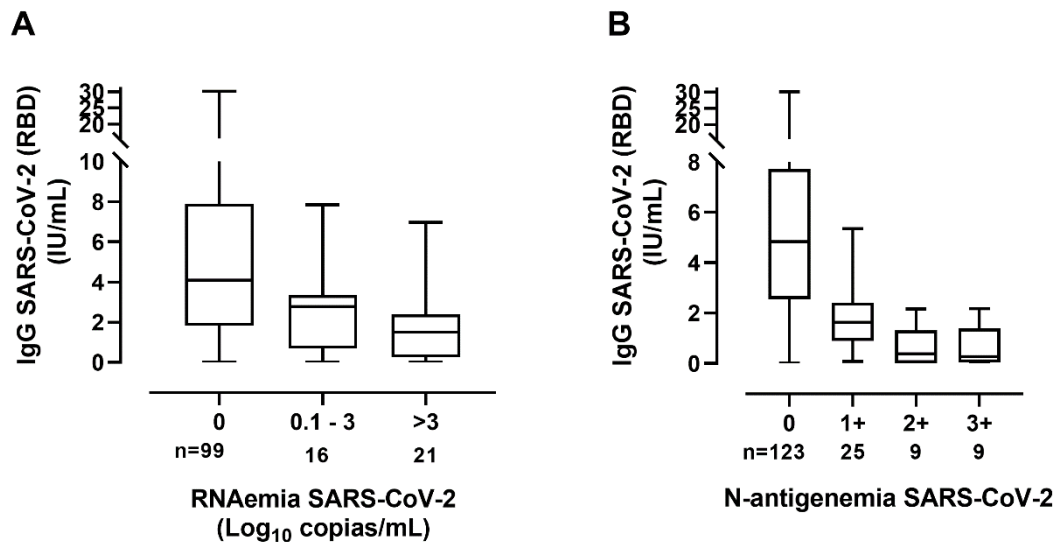 A
IgG SARS-CoV-2 (RBD)
(IU/mL)
30
25
20
10
8
6
4
2
0
0 0.1 - 3 >3
n=99 16 21
RNAemia SARS-CoV-2
(Log10 copias/mL)
B
IgG SARS-CoV-2 (RBD)
(IU/mL)
30
25
20
8
6
4
2
0
0 1+ 2+ 3+
n=123 25 9 9
N-antigenemia SARS-CoV-2